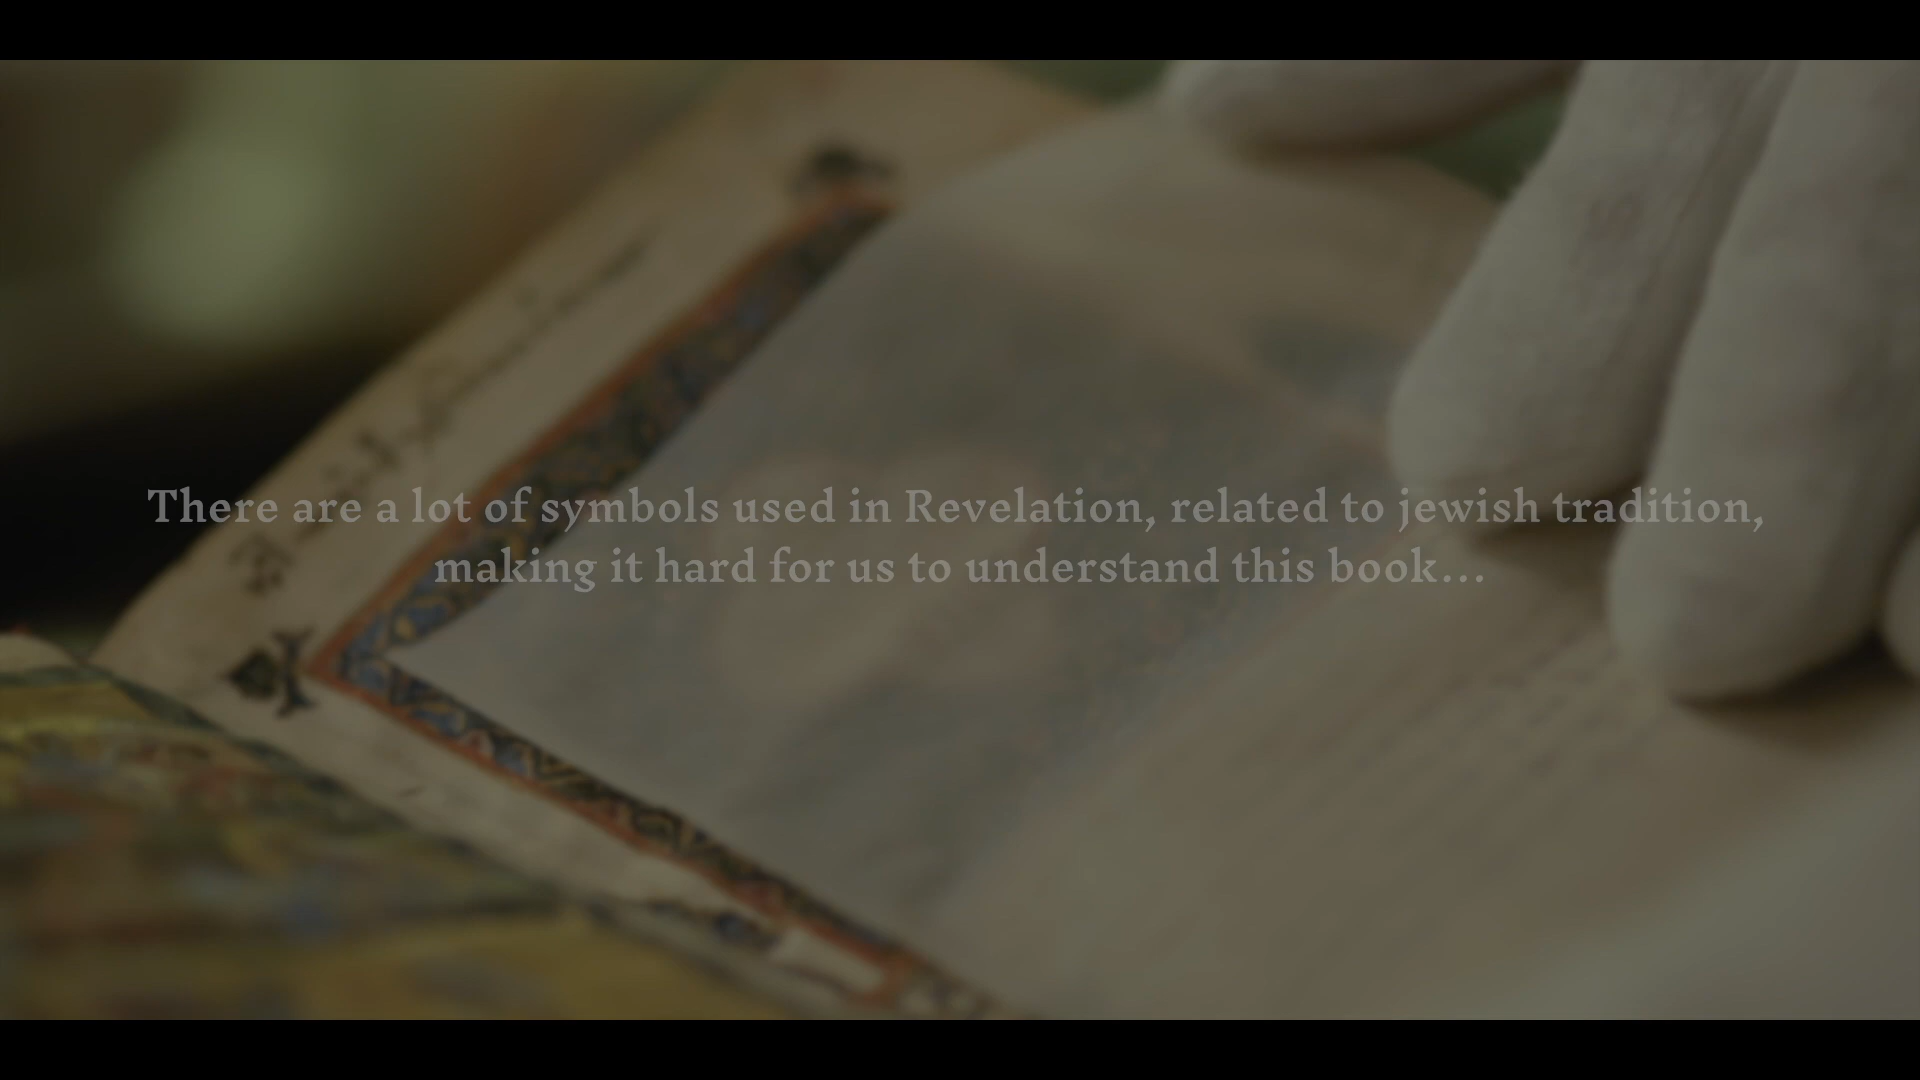 There are a lot of symbols used in Revelation, related to jewish tradition,
making it hard for us to understand this book...